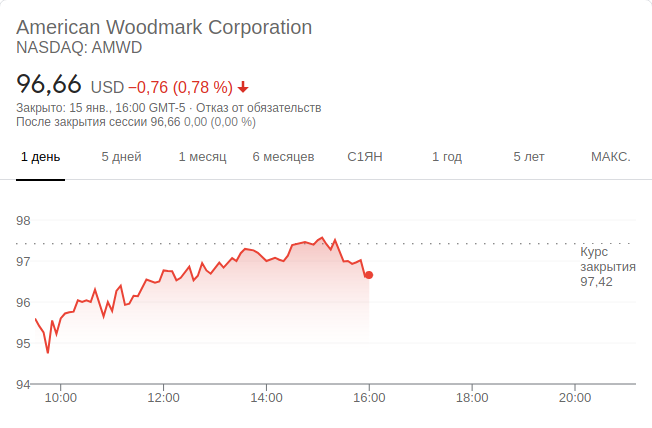 American Woodmark Corporation
NASDAQ: AMWD
96,66 USD −0,76 (0,78 %)
Закрыто: 15 янв., 16:00 GMT-5 · Отказ от обязательств
После закрытия сессии 96,66 0,00 (0,00 %)
1 день 5 дней 1 месяц 6 месяцев С1ЯН 1 год 5 лет МАКС.
98
97
96
95
94
Курс
закрытия
97,42
10:00 12:00 14:00 16:00 18:00 20:00